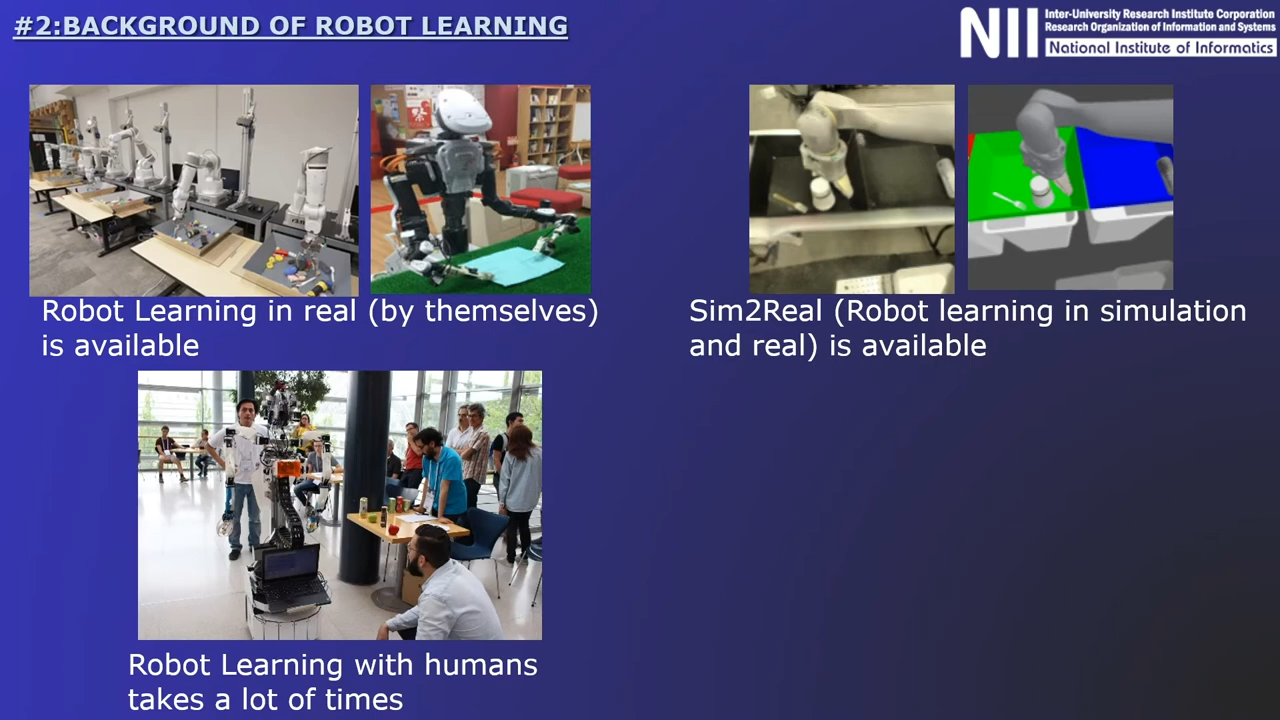 #2:BACKGROUND OF ROBOT LEARNING
NII
Inter-University Research Institute Corporation
Research Organization of Information and Systems
National Institute of Informatics
Robot Learning in real (by themselves)
is available
Sim2Real (Robot learning in simulation
and real) is available
Robot Learning with humans
takes a lot of times